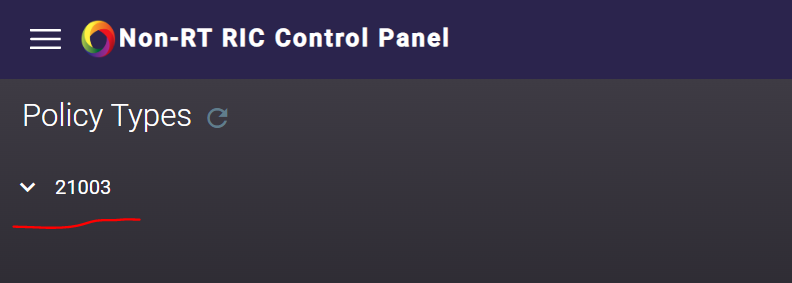 Non-RT RIC Control Panel
Policy Types
21003